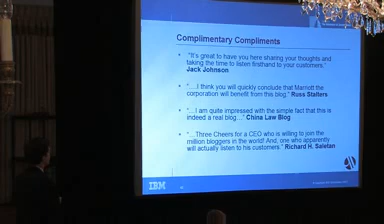 Complimentary Compliments
• "It's great to have you here sharing your thoughts and
taking the time to listen firsthand to your customers."
Jack Johnson
• "…I think you will quickly conclude that Marriott the
corporation will benefit from this blog." Russ Stalters
• "…I am quite impressed with the simple fact that this is
indeed a real blog…" China Law Blog
• "…Three Cheers for a CEO who is willing to join the
million bloggers in the world! And, one who apparently
will actually listen to his customers." Richard H. Saletan
IBM